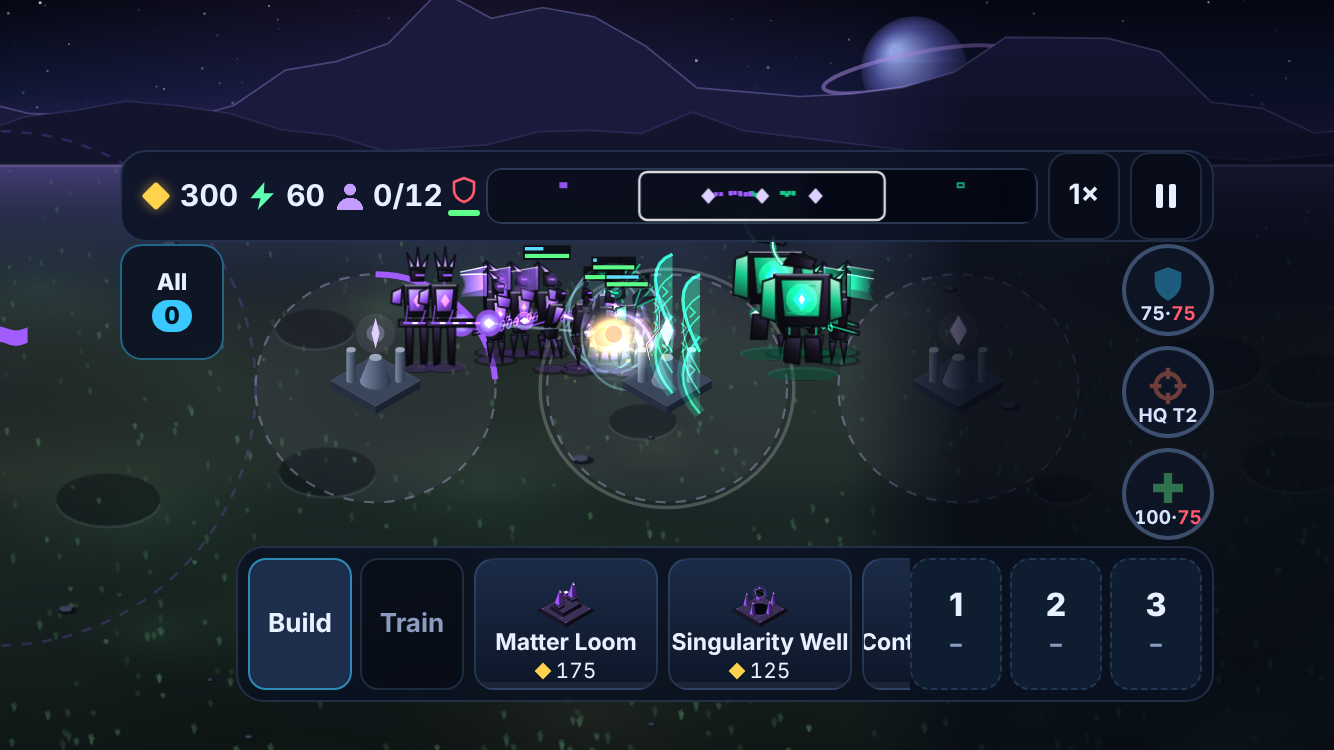 300 60 0/12 1×
All
0
75·75
HQ T2
100·75
Build
Train
Matter Loom
175
Singularity Well
125
Cont
1
–
2
–
3
–